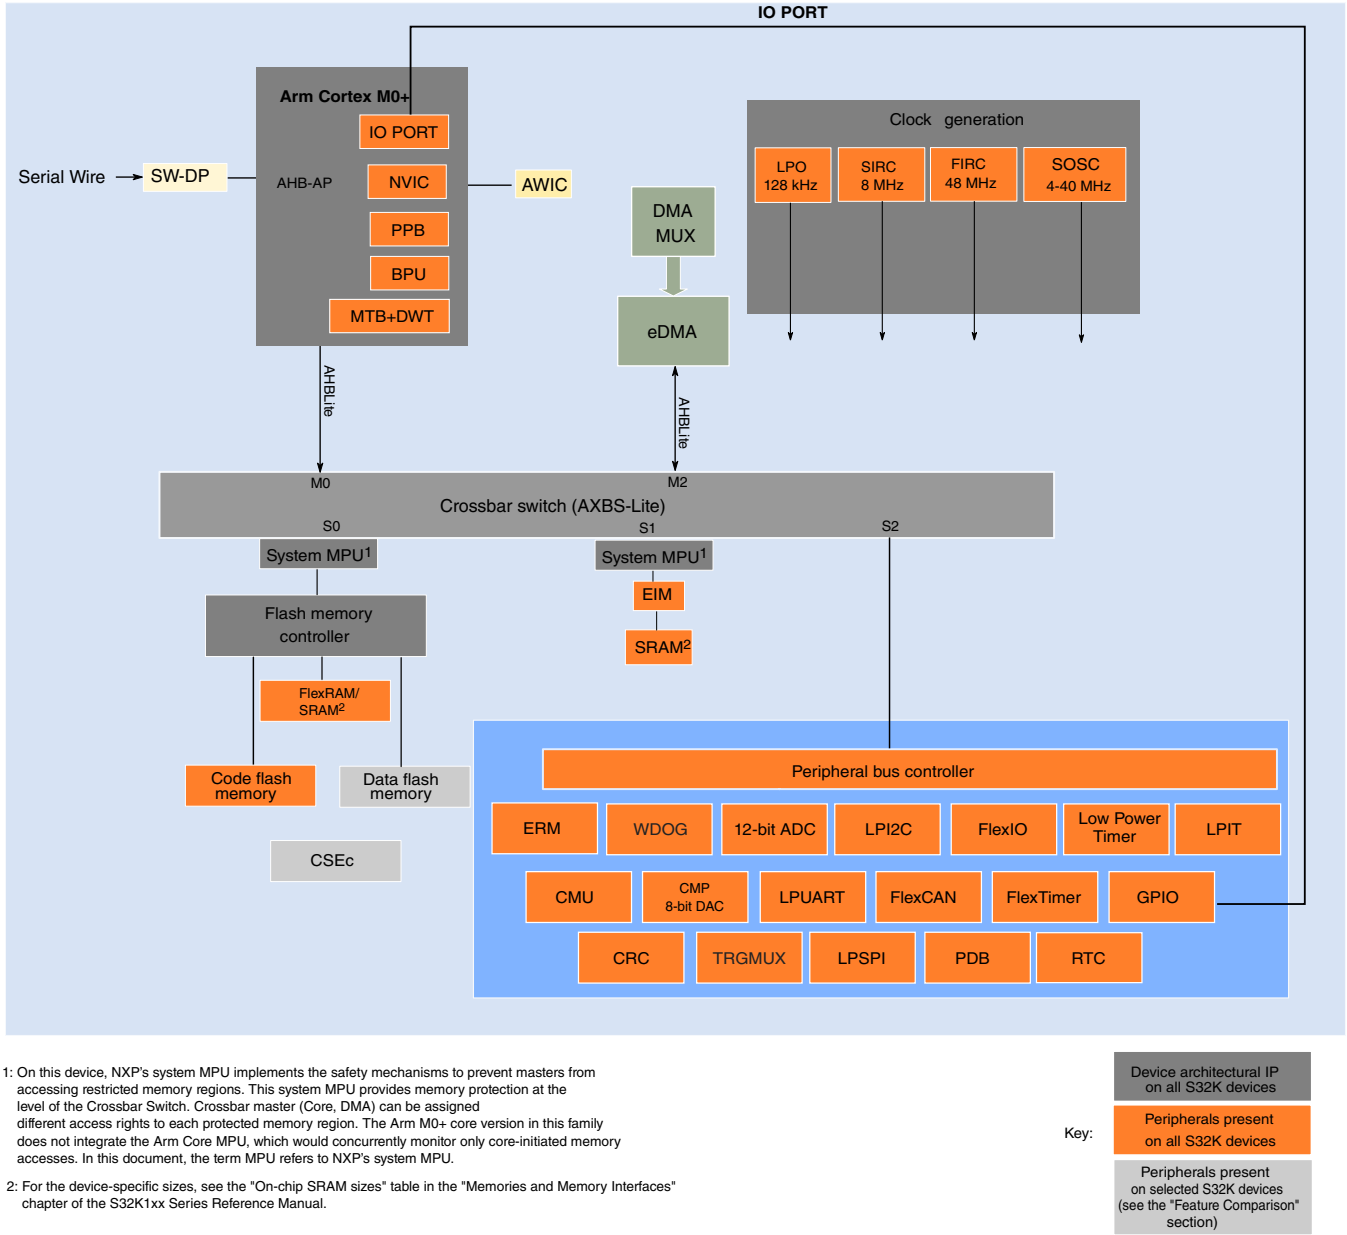 IO PORT
Arm Cortex M0+
IO PORT
Serial Wire
SW-DP
AHB-AP
NVIC
AWIC
PPB
BPU
MTB+DWT
Clock generation
LPO
128 kHz
SIRC
8 MHz
FIRC
48 MHz
SOSC
4-40 MHz
DMA
MUX
eDMA
AHBLite
AHBLite
M0
M2
Crossbar switch (AXBS-Lite)
S0
S1
S2
System MPU1
System MPU1
EIM
SRAM2
Flash memory
controller
FlexRAM/
SRAM2
Code flash
memory
Data flash
memory
CSEc
Peripheral bus controller
ERM
WDOG
12-bit ADC
LPI2C
FlexIO
Low Power
Timer
LPIT
CMU
CMP
8-bit DAC
LPUART
FlexCAN
FlexTimer
GPIO
CRC
TRGMUX
LPSPI
PDB
RTC
1: On this device, NXP's system MPU implements the safety mechanisms to prevent masters from
accessing restricted memory regions. This system MPU provides memory protection at the
level of the Crossbar Switch. Crossbar master (Core, DMA) can be assigned
different access rights to each protected memory region. The Arm M0+ core version in this family
does not integrate the Arm Core MPU, which would concurrently monitor only core-initiated memory
accesses. In this document, the term MPU refers to NXP's system MPU.
2: For the device-specific sizes, see the "On-chip SRAM sizes" table in the "Memories and Memory Interfaces"
chapter of the S32K1xx Series Reference Manual.
Key:
Device architectural IP
on all S32K devices
Peripherals present
on all S32K devices
Peripherals present
on selected S32K devices
(see the "Feature Comparison"
section)